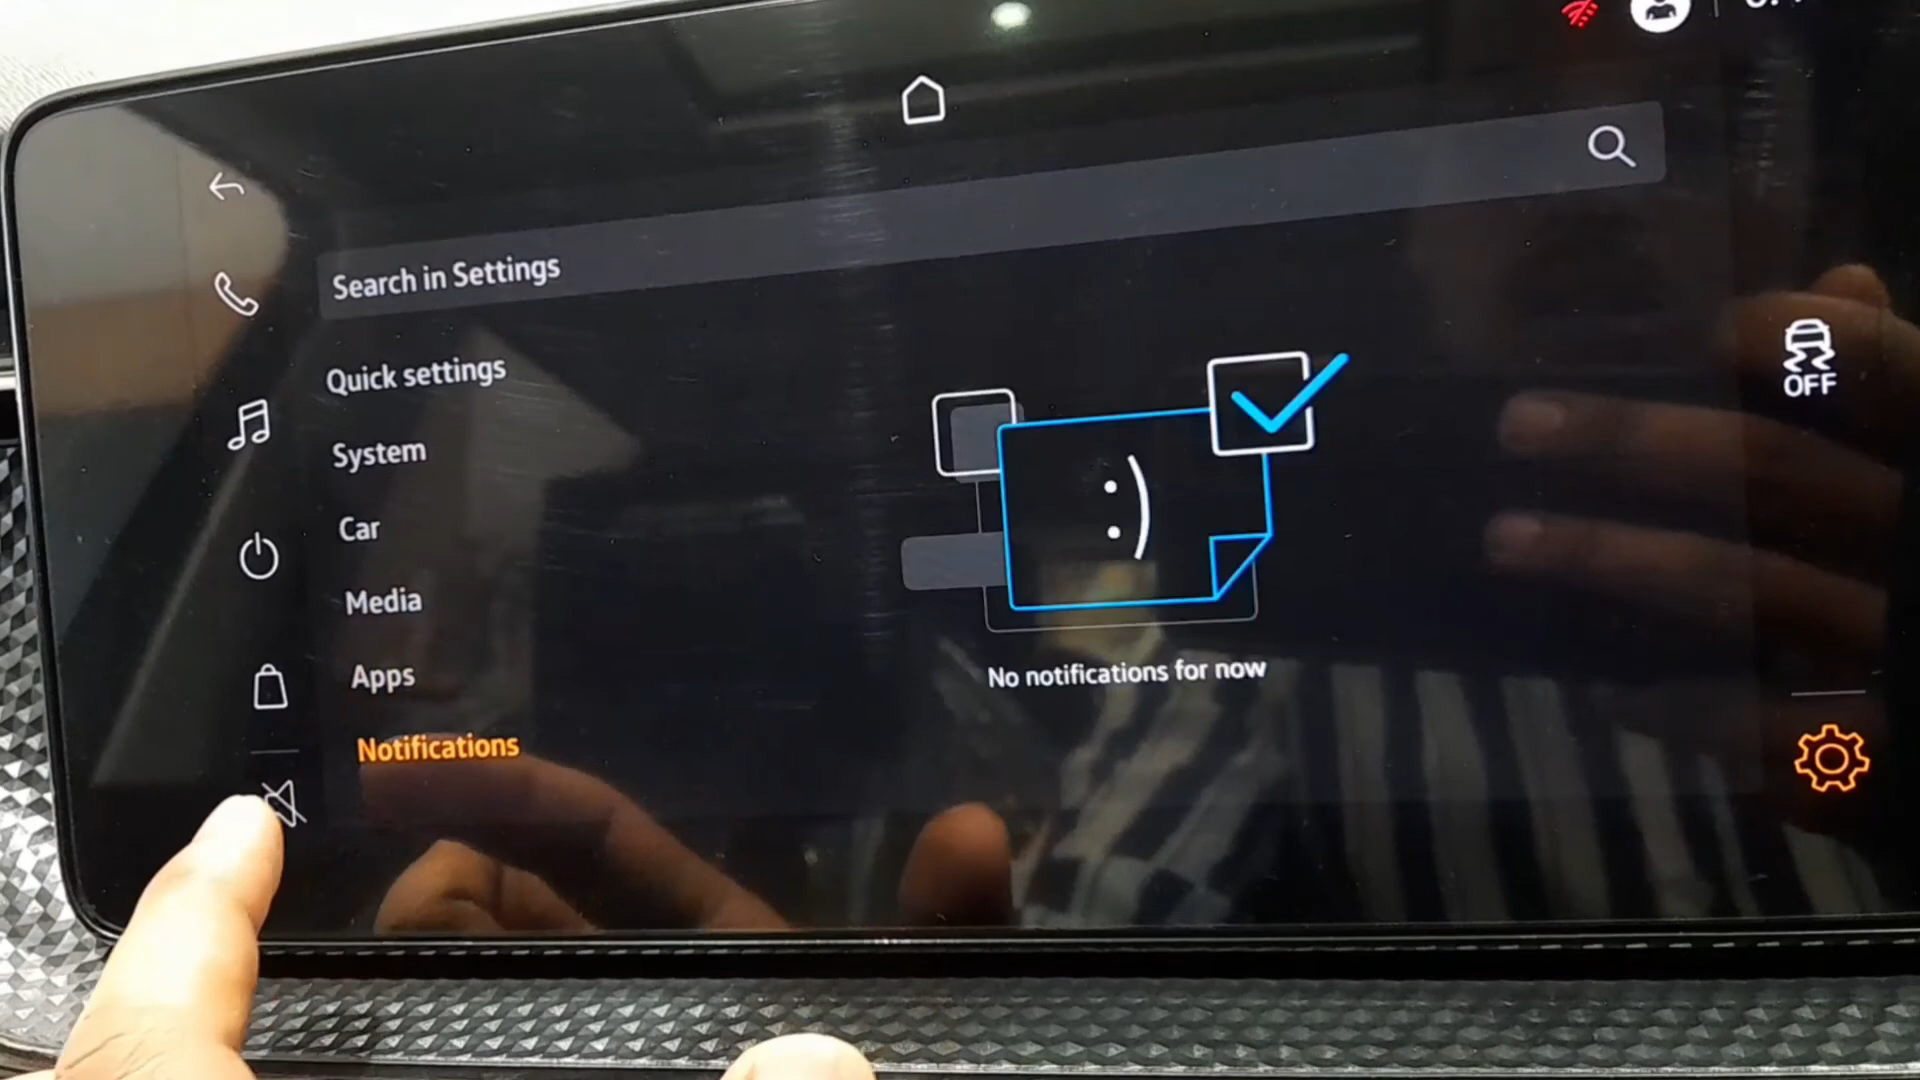 Search in Settings
Quick settings
System
Car
Media
Apps
Notifications
:)
No notifications for now
OFF